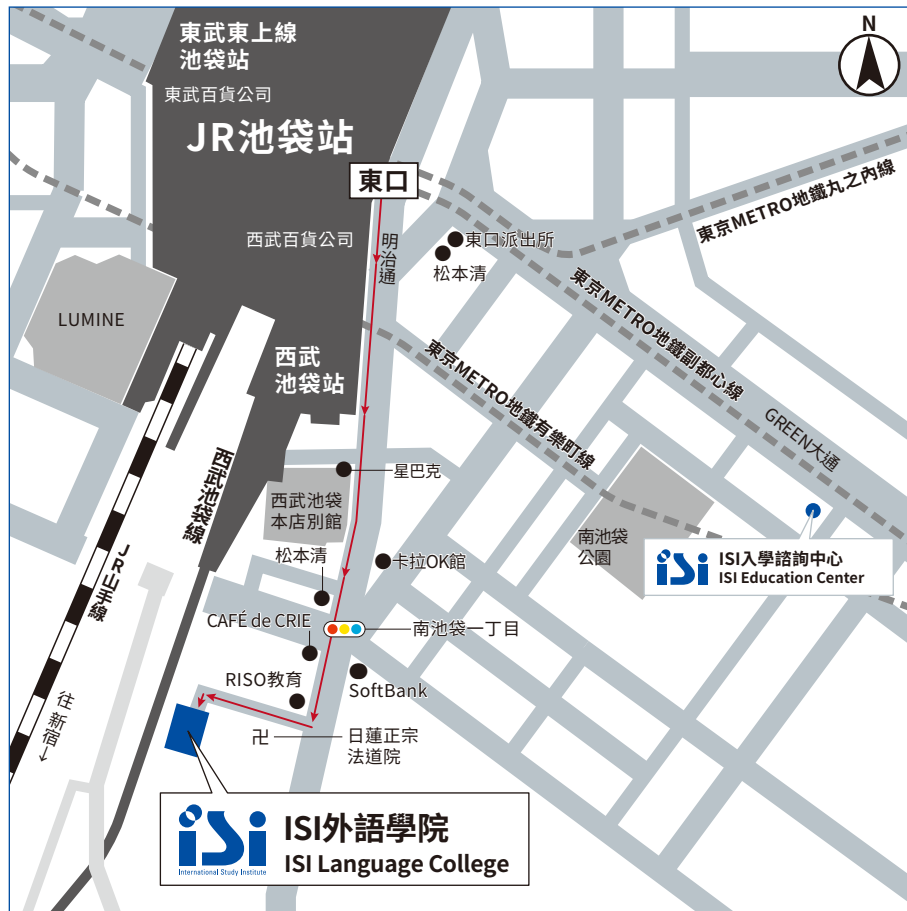 東武東上線
池袋站
東武百貨公司
JR池袋站
N
東口
東京METRO地鐵丸之內線
西武百貨公司
明治通
東口派出所
松本清
LUMINE
西武
池袋站
東京METRO地鐵副都心線
東京METRO地鐵有樂町線
GREEN大通
星巴克
西武池袋
本店別館
西武池袋線
南池袋
公園
ISI
ISI入學諮詢中心
ISI Education Center
松本清
卡拉OK館
JR山手線
CAFÉ de CRIE
南池袋一丁目
RISO教育
SoftBank
往新宿→
卍
日蓮正宗
法道院
ISI
International Study Institute
ISI外語學院
ISI Language College